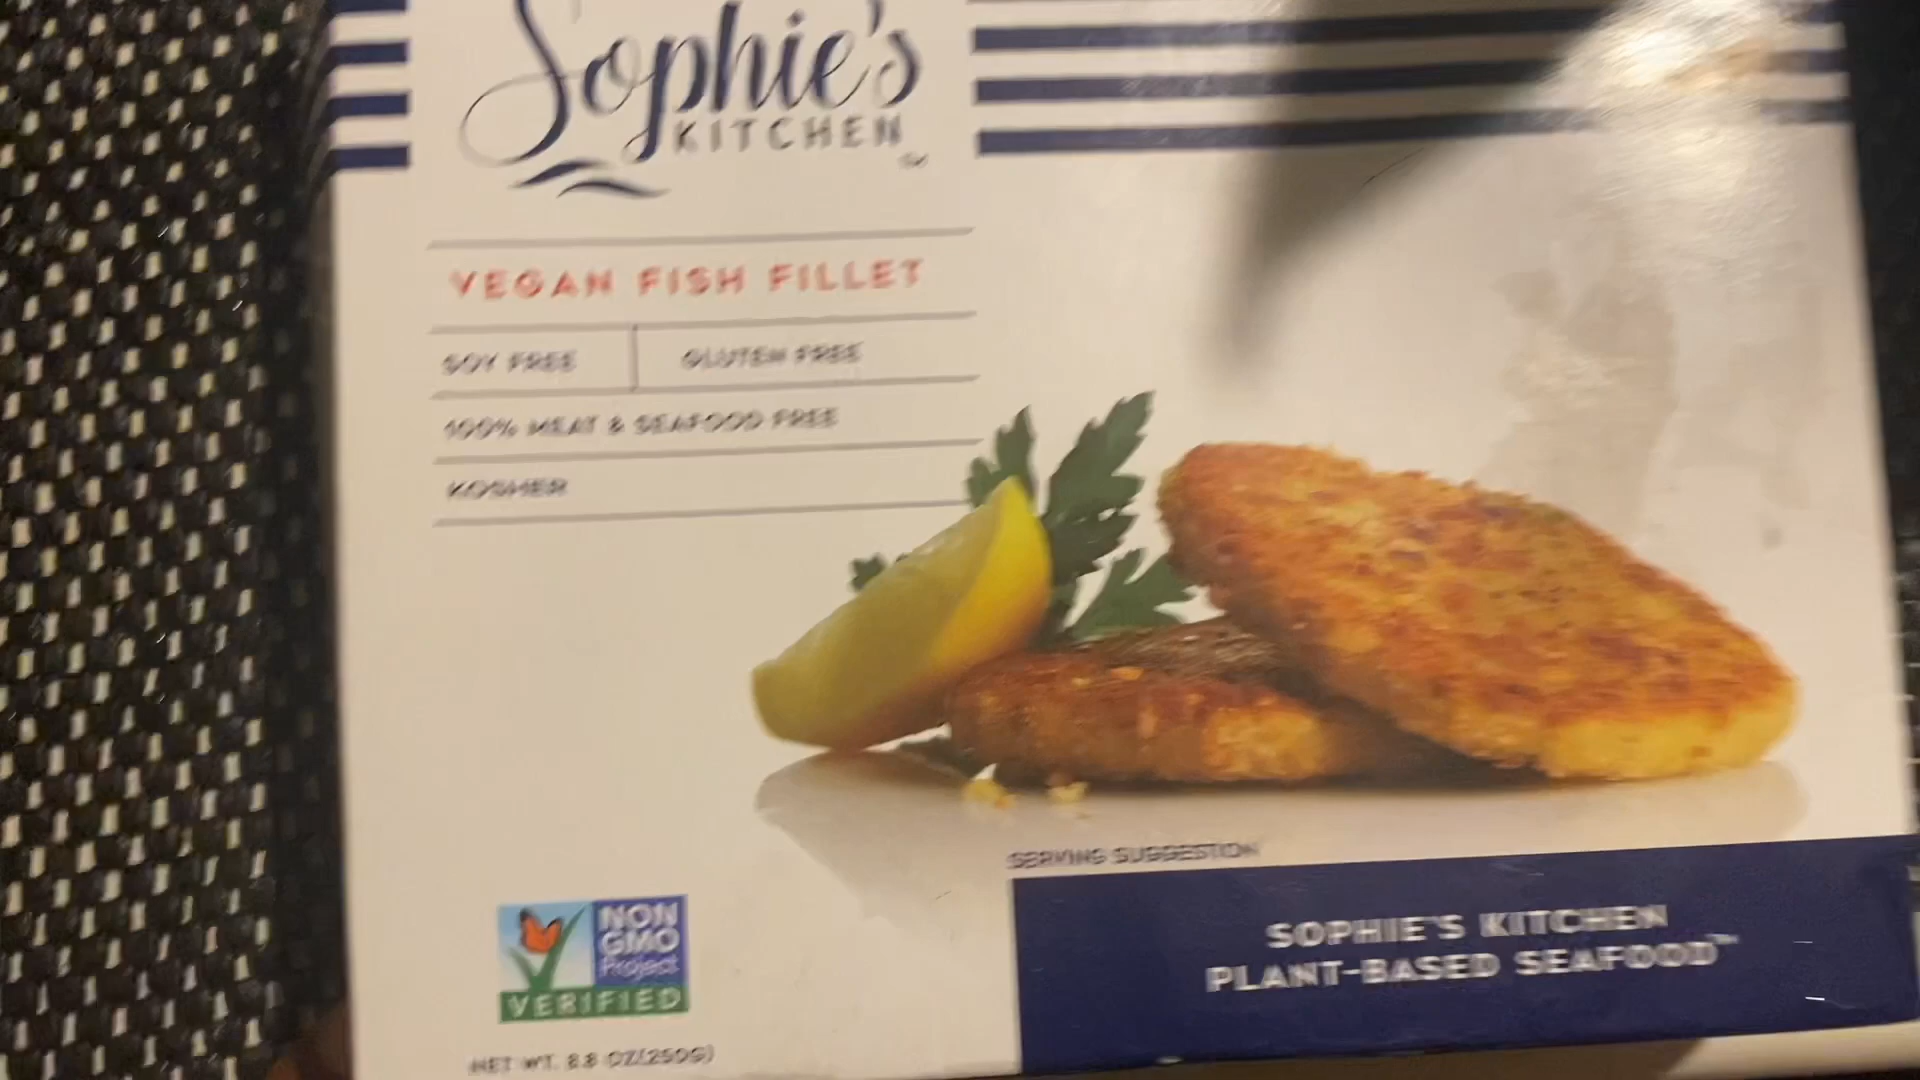 Sophie's
KITCHEN
VEGAN FISH FILLET
SOY FREE
GLUTEN FREE
100% MEAT & SEAFOOD FREE
KOSHER
SERVING SUGGESTION
NON
GMO
Project
VERIFIED
SOPHIE'S KITCHEN
PLANT-BASED SEAFOOD™
NET WT. 8.8 OZ(250G)